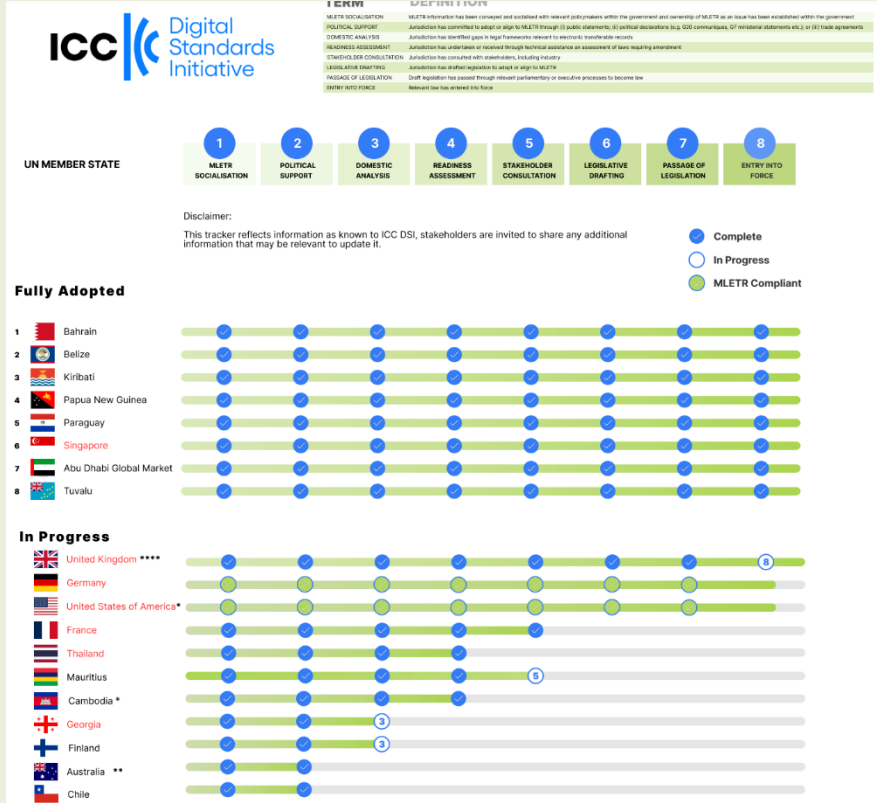 TERM DEFINITION
MLETR SOCIALISATION MLETR information has been conveyed and socialised with relevant policymakers within the government and ownership of MLETR as an issue has been established within the government
POLITICAL SUPPORT Jurisdiction has committed to adopt or align to MLETR through (i) public statements; (ii) political declarations (e.g. G20 communiques, G7 ministerial statements etc.); or (iii) trade agreements
DOMESTIC ANALYSIS Jurisdiction has identified gaps in legal frameworks relevant to electronic transferable records
READINESS ASSESSMENT Jurisdiction has undertaken or received through technical assistance an assessment of laws requiring amendment
STAKEHOLDER CONSULTATION Jurisdiction has consulted with stakeholders, including industry
LEGISLATIVE DRAFTING Jurisdiction has drafted legislation to adopt or align to MLETR
PASSAGE OF LEGISLATION Draft legislation has passed through relevant parliamentary or executive processes to become law
ENTRY INTO FORCE Relevant law has entered into force
ICC Digital
Standards
Initiative
1 2 3 4 5 6 7 8
UN MEMBER STATE
MLETR SOCIALISATION
POLITICAL SUPPORT
DOMESTIC ANALYSIS
READINESS ASSESSMENT
STAKEHOLDER CONSULTATION
LEGISLATIVE DRAFTING
PASSAGE OF LEGISLATION
ENTRY INTO FORCE
Disclaimer:
This tracker reflects information as known to ICC DSI, stakeholders are invited to share any additional
information that may be relevant to update it.
Complete
In Progress
MLETR Compliant
Fully Adopted
1 Bahrain
2 Belize
3 Kiribati
4 Papua New Guinea
5 Paraguay
6 Singapore
7 Abu Dhabi Global Market
8 Tuvalu
In Progress
United Kingdom **** 8
Germany
United States of America*
France
Thailand
Mauritius 5
Cambodia *
Georgia 3
Finland 3
Australia **
Chile